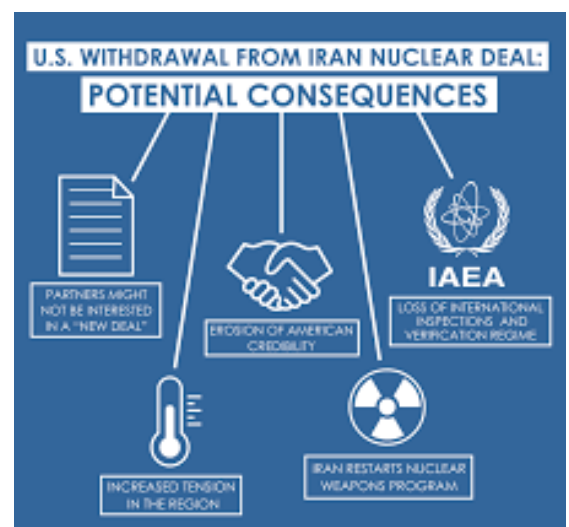 U.S. WITHDRAWAL FROM IRAN NUCLEAR DEAL:
POTENTIAL CONSEQUENCES
PARTNERS MIGHT
NOT BE INTERESTED
IN A "NEW DEAL"
EROSION OF AMERICAN
CREDIBILITY
IAEA
LOSS OF INTERNATIONAL
INSPECTIONS AND
VERIFICATION REGIME
INCREASED TENSION
IN THE REGION
IRAN RESTARTS NUCLEAR
WEAPONS PROGRAM